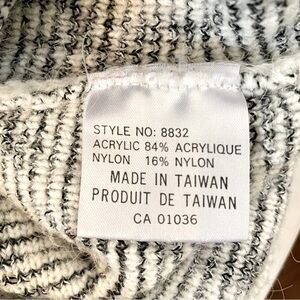 STYLE NO: 8832
ACRYLIC 84% ACRYLIQUE
NYLON 16% NYLON
MADE IN TAIWAN
PRODUIT DE TAIWAN
CA 01036